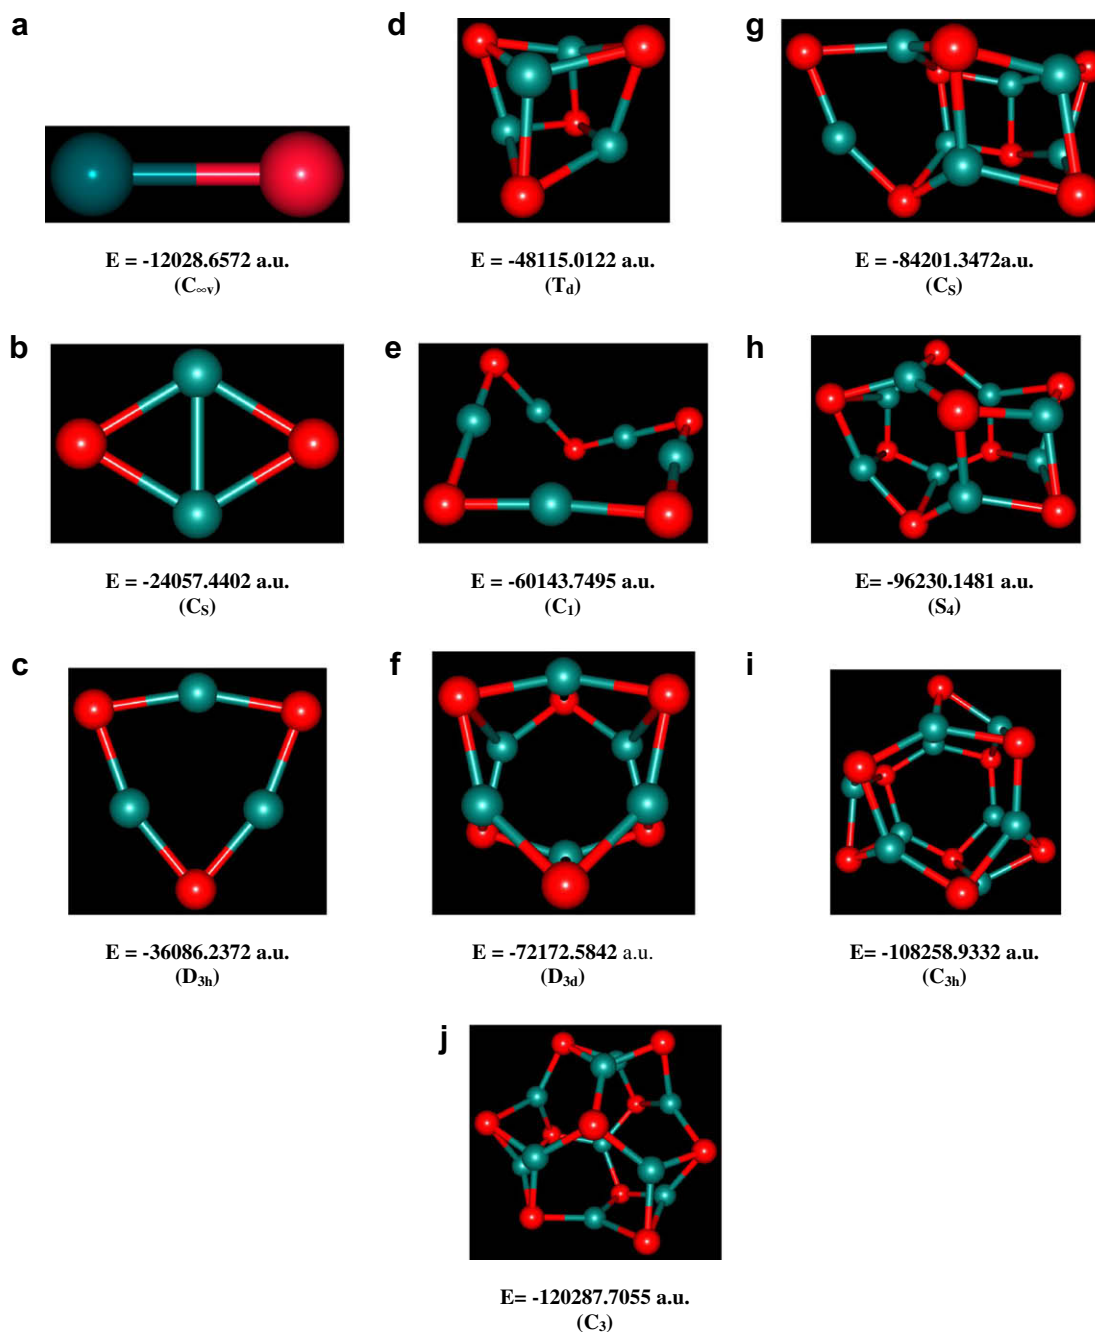 a
E = -12028.6572 a.u.
(C∞v)
b
E = -24057.4402 a.u.
(CS)
c
E = -36086.2372 a.u.
(D3h)
d
E = -48115.0122 a.u.
(Td)
e
E = -60143.7495 a.u.
(C1)
f
E = -72172.5842 a.u.
(D3d)
g
E = -84201.3472a.u.
(CS)
h
E= -96230.1481 a.u.
(S4)
i
E= -108258.9332 a.u.
(C3h)
j
E= -120287.7055 a.u.
(C3)